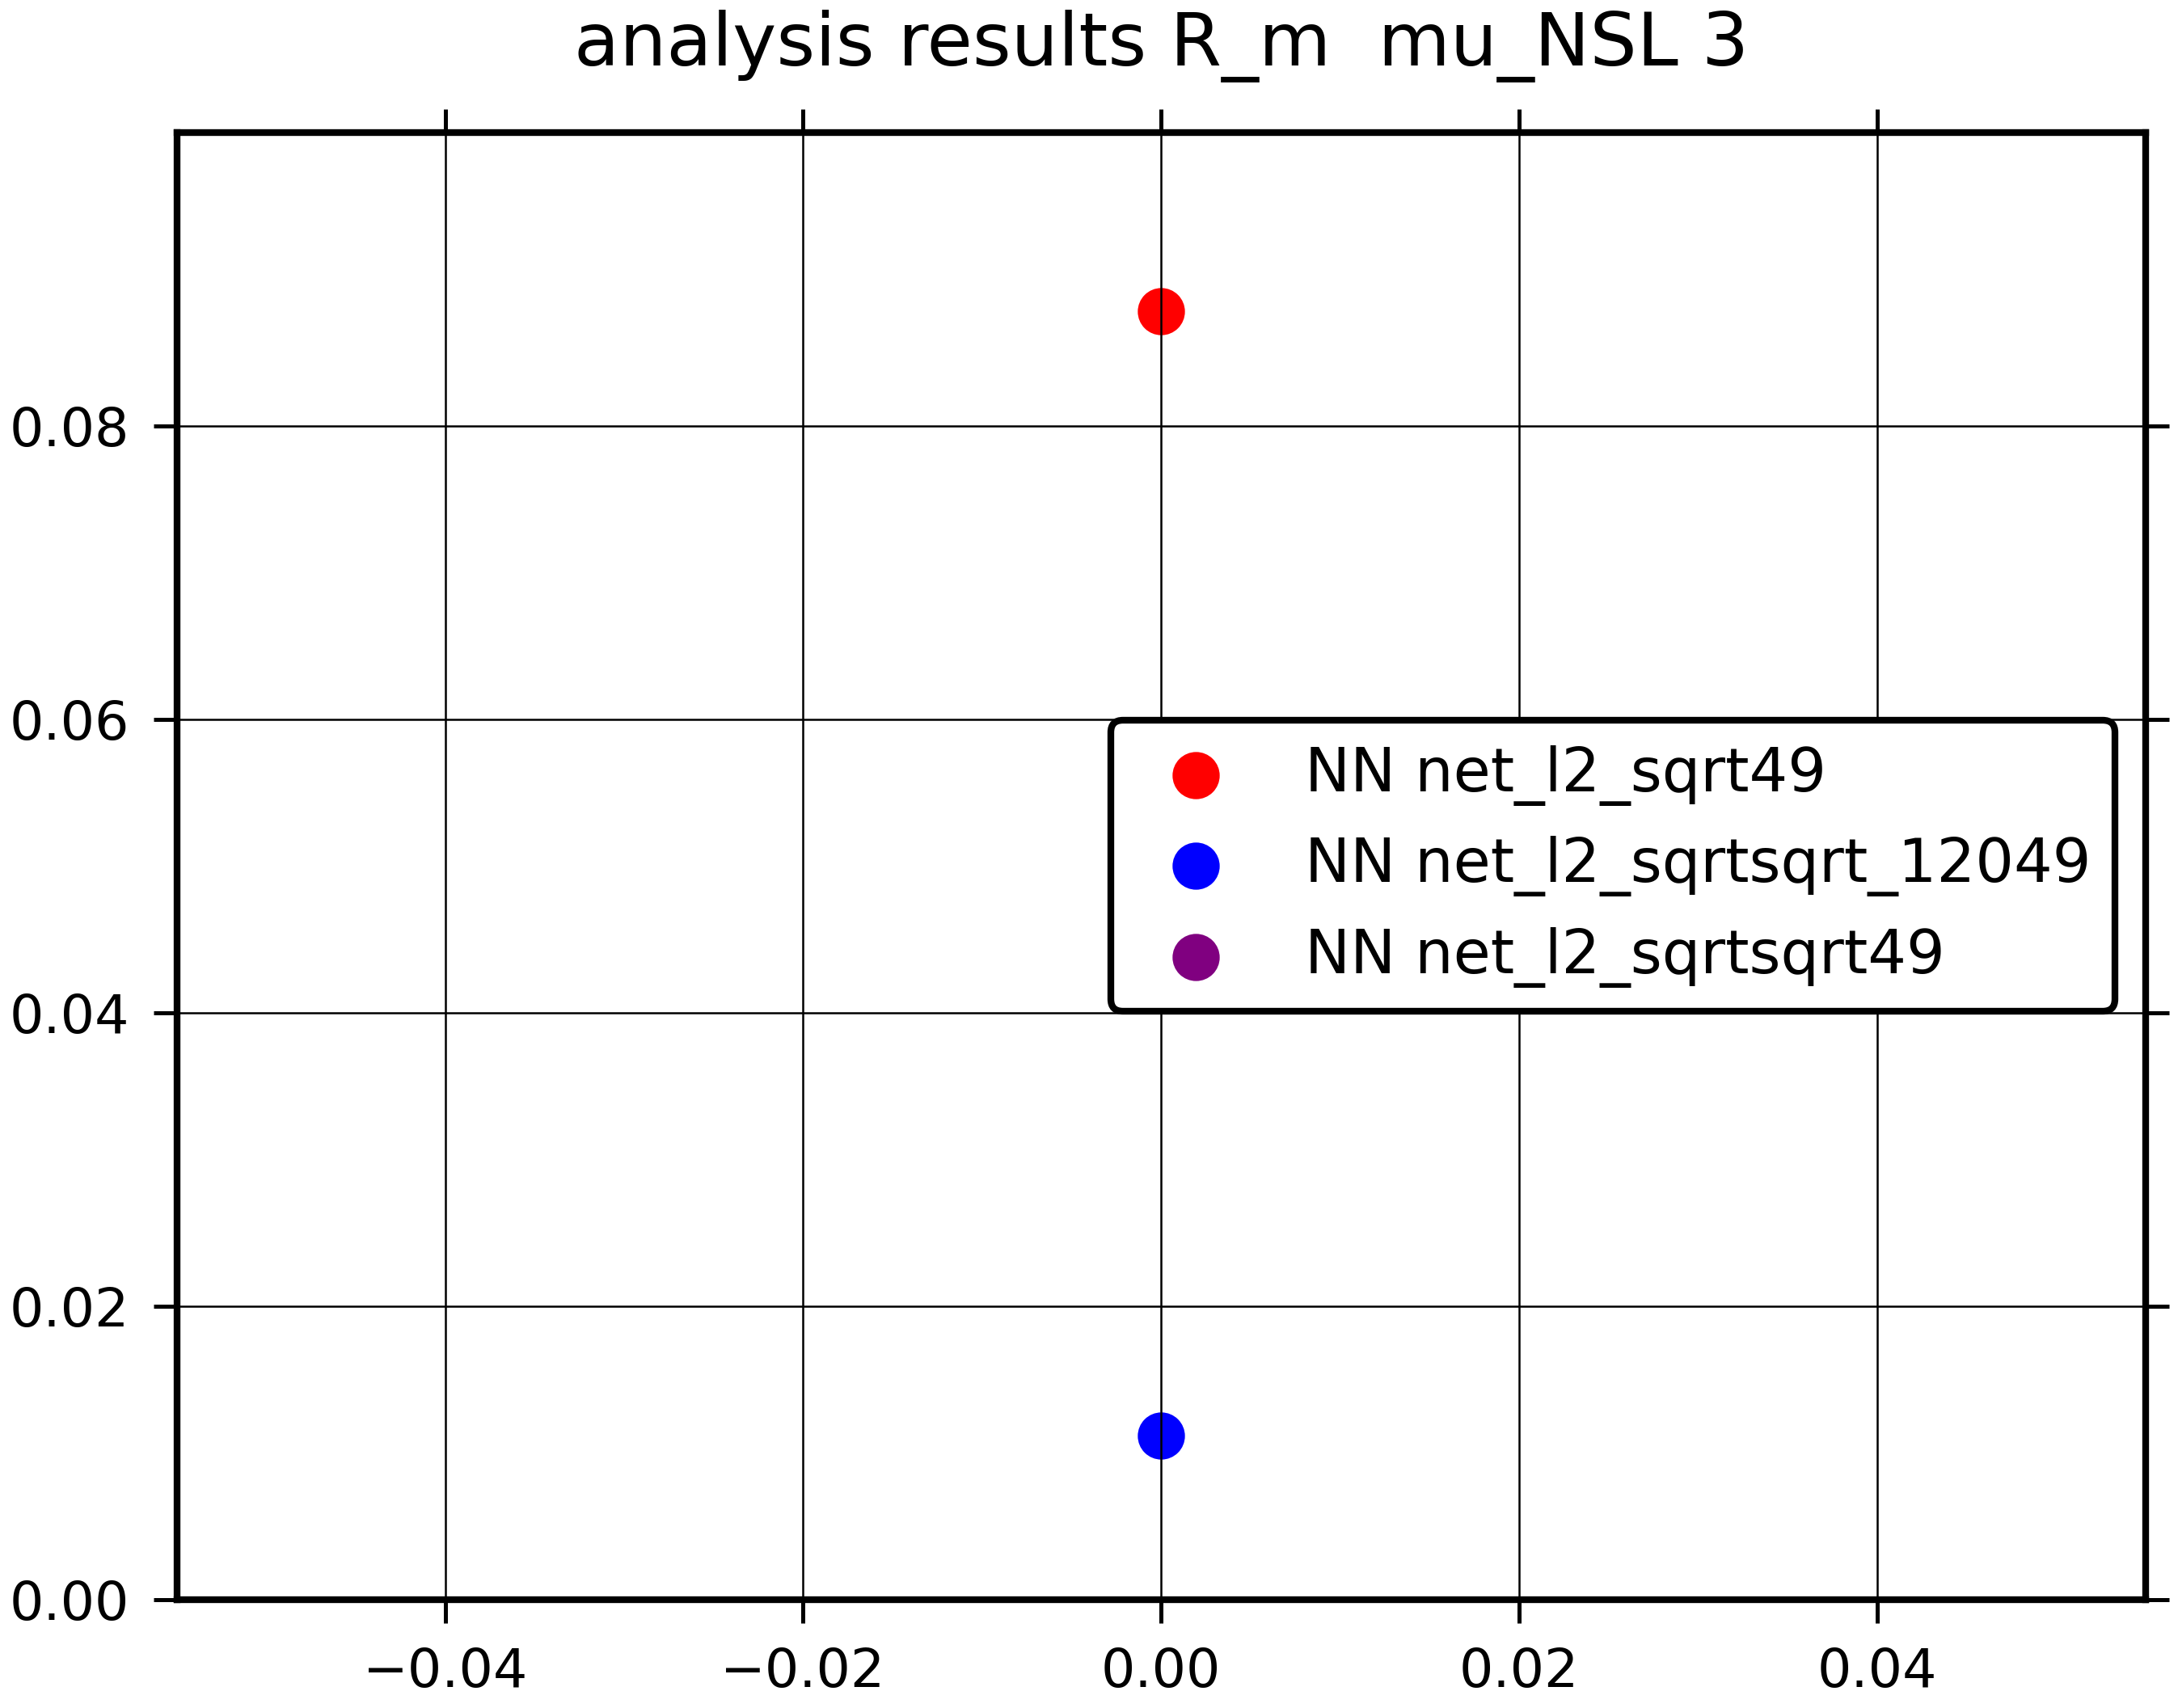 analysis results R_m  mu_NSL 3
0.08
0.06
0.04
0.02
0.00
NN net_l2_sqrt49
NN net_l2_sqrtsqrt_12049
NN net_l2_sqrtsqrt49
−0.04
−0.02
0.00
0.02
0.04